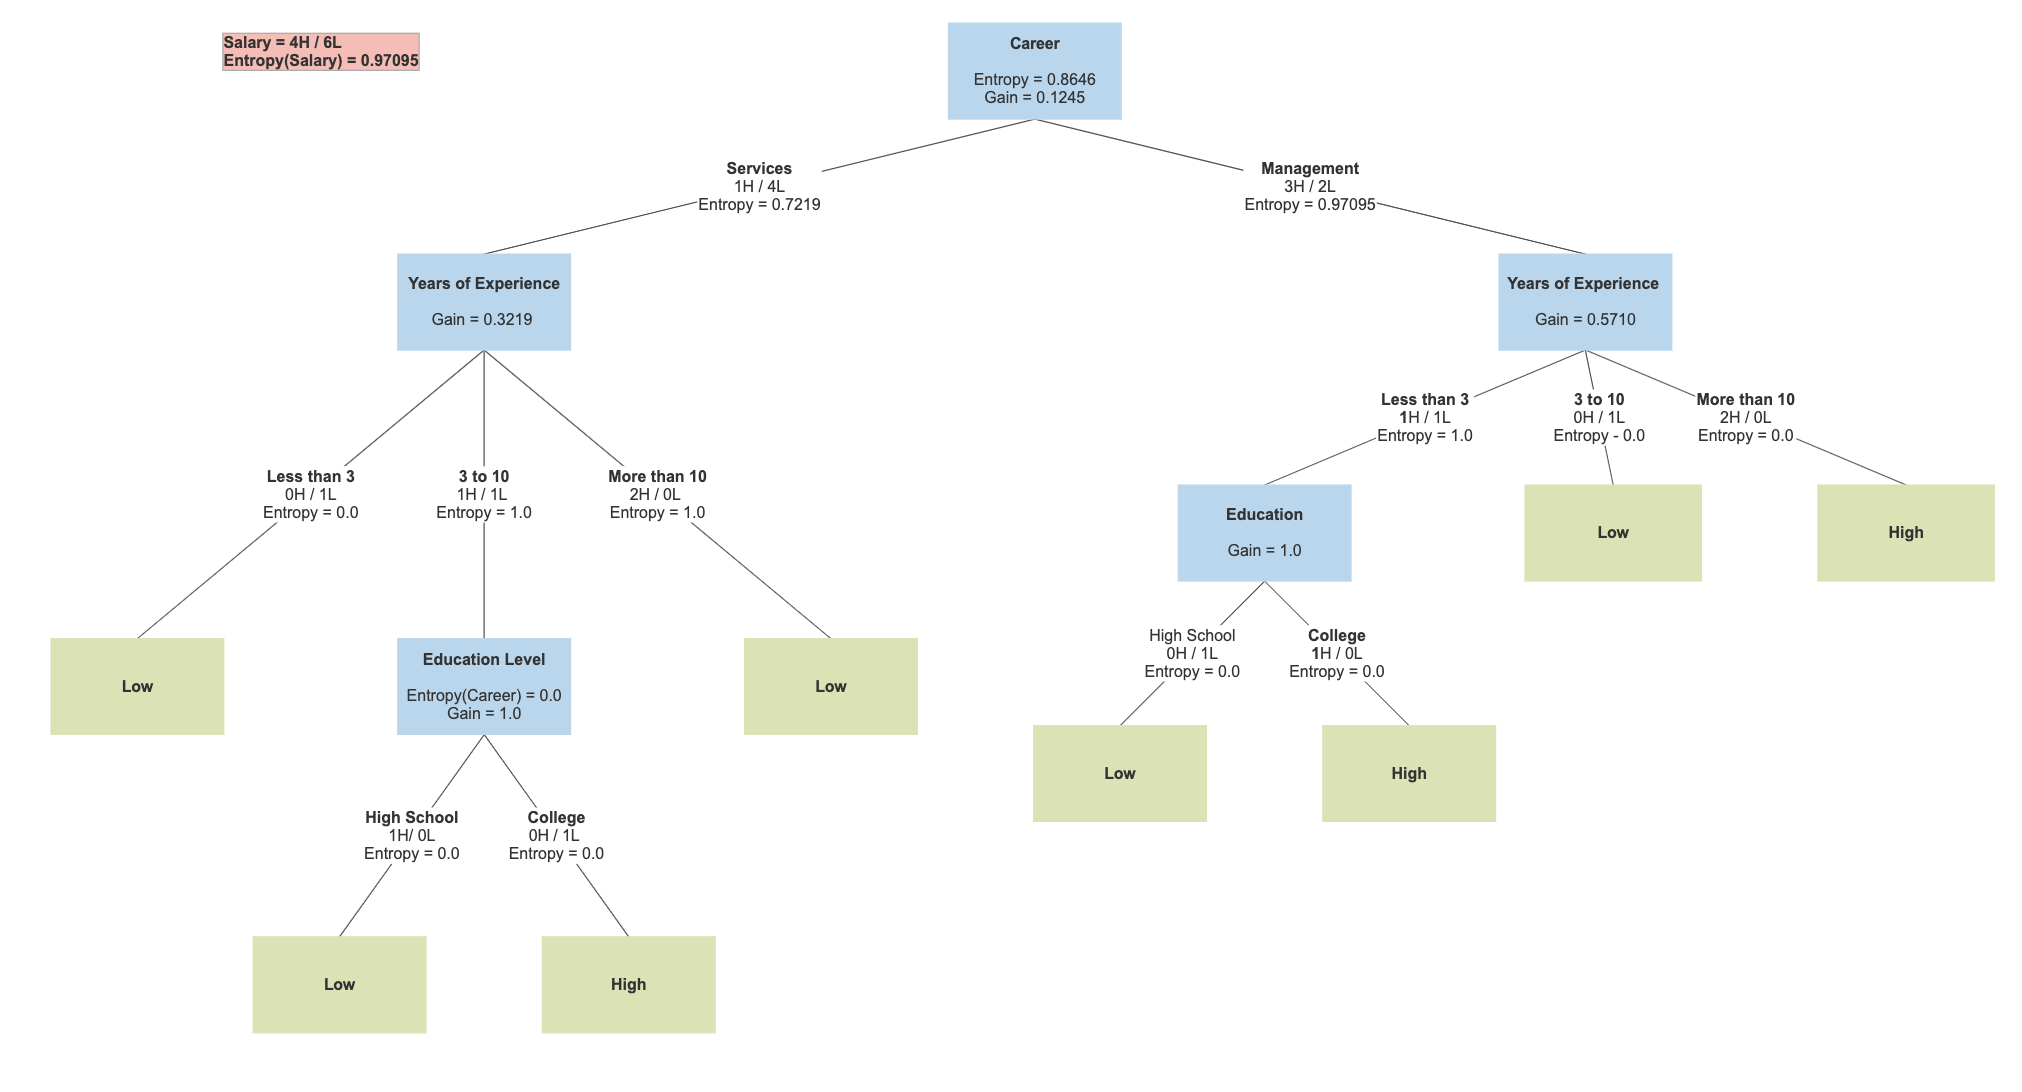 Salary = 4H / 6L
Entropy(Salary) = 0.97095
Career
Entropy = 0.8646
Gain = 0.1245
Services
1H / 4L
Entropy = 0.7219
Management
3H / 2L
Entropy = 0.97095
Years of Experience
Gain = 0.3219
Years of Experience
Gain = 0.5710
Less than 3
1H / 1L
Entropy = 1.0
3 to 10
0H / 1L
Entropy - 0.0
More than 10
2H / 0L
Entropy = 0.0
Less than 3
0H / 1L
Entropy = 0.0
3 to 10
1H / 1L
Entropy = 1.0
More than 10
2H / 0L
Entropy = 1.0
Education
Gain = 1.0
Low
High
High School
0H / 1L
Entropy = 0.0
College
1H / 0L
Entropy = 0.0
Low
Education Level
Entropy(Career) = 0.0
Gain = 1.0
Low
Low
High
High School
1H/ 0L
Entropy = 0.0
College
0H / 1L
Entropy = 0.0
Low
High